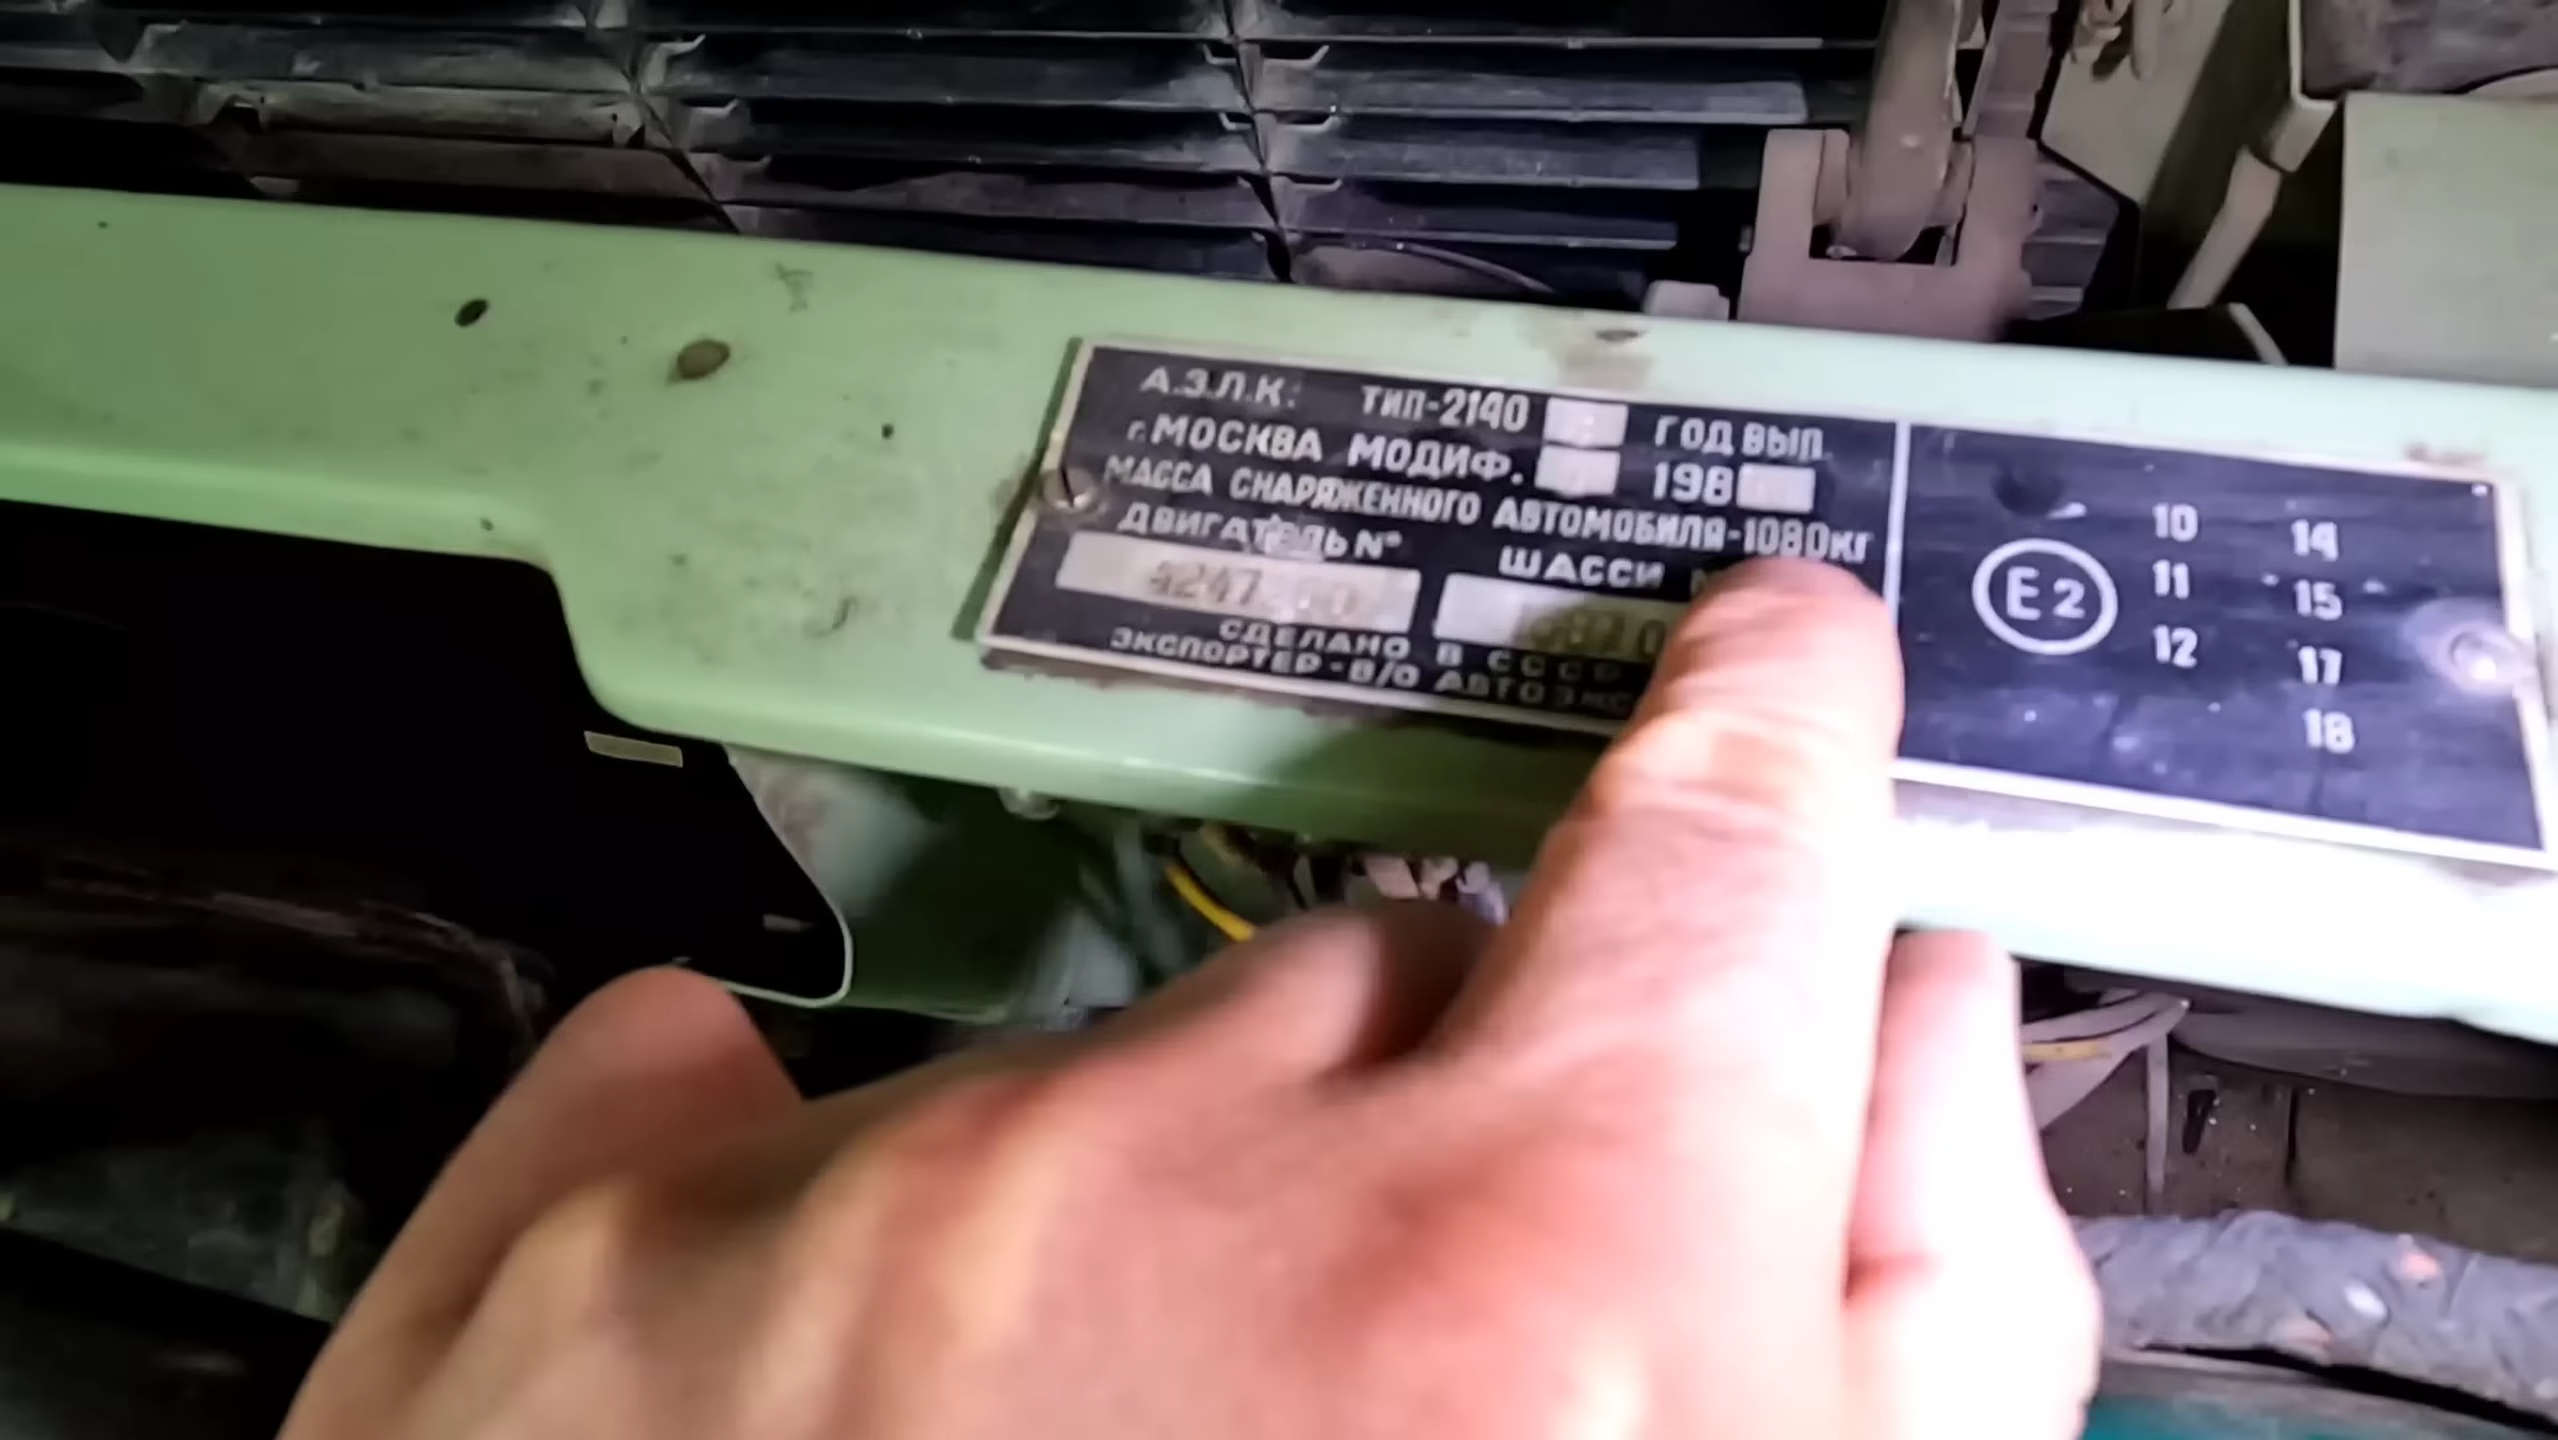 А.З.Л.К. ТИП-2140 ГОД ВЫП.
г. МОСКВА МОДИФ. 198
МАССА СНАРЯЖЕННОГО АВТОМОБИЛЯ-1080КГ
ДВИГАТЕЛЬ N° ШАССИ
СДЕЛАНО В СССР
ЭКСПОРТЕР-В/О
E2
10 14
11 15
12 17
18